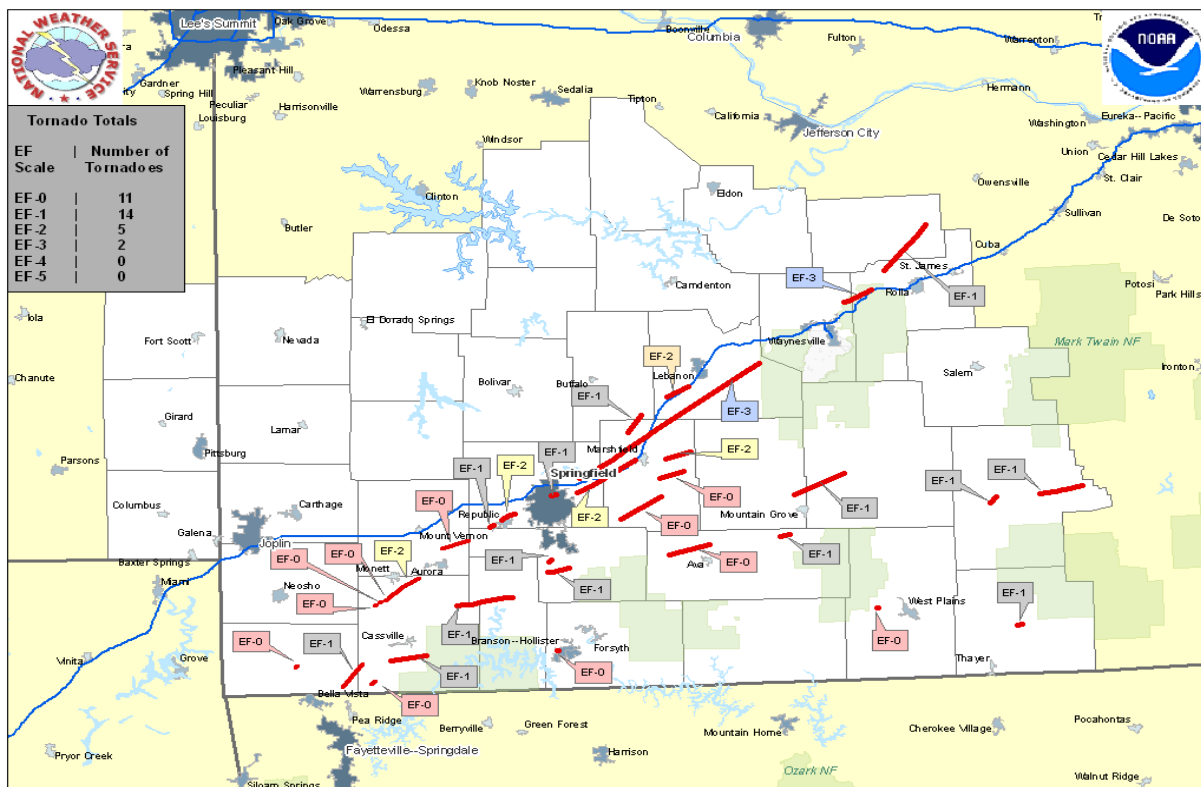 Lee's Summit
Oak Grove
Odessa
Boonville
Columbia
Fulton
Warrenton
NATIONAL WEATHER SERVICE
NOAA
Gardner
Spring Hill
Pleasant Hill
Peculiar
Louisburg
Harrisonville
Warrensburg
Knob Noster
Sedalia
Tipton
California
Jefferson City
Hermann
Washington
Eureka--Pacific
Union
Cedar Hill Lakes
St. Clair
Windsor
Tornado Totals
EF | Number of
Scale Tornadoes
EF-0 | 11
EF-1 | 14
EF-2 | 5
EF-3 | 2
EF-4 | 0
EF-5 | 0
Clinton
Butler
Eldon
Owensville
Sullivan
De Soto
Cuba
St. James
EF-3
EF-1
Rolla
Camdenton
Potosi
Park Hills
Iola
Fort Scott
Nevada
El Dorado Springs
Waynesville
Mark Twain NF
Ironton
Salem
Chanute
EF-2
Lebanon
Bolivar
Buffalo
EF-1
EF-3
Girard
Lamar
Pittsburg
Parsons
Marshfield
EF-2
EF-1
EF-1
EF-2
Springfield
EF-0
EF-1
EF-1
EF-1
Columbus
Carthage
EF-0
Republic
EF-2
EF-0
Mountain Grove
Galena
Joplin
Mount Vernon
Baxter Springs
Miami
EF-0
EF-0
EF-2
Monett
Aurora
EF-1
EF-1
Ava
EF-0
EF-1
Neosho
EF-0
West Plains
EF-1
EF-0
EF-1
Cassville
EF-1
Branson--Hollister
Forsyth
EF-0
EF-0
EF-1
EF-0
Thayer
Vinita
Grove
Bella Vista
Pea Ridge
Berryville
Green Forest
Mountain Home
Cherokee Village
Pocahontas
Pryor Creek
Fayetteville--Springdale
Harrison
Ozark NF
Walnut Ridge
Siloam Springs